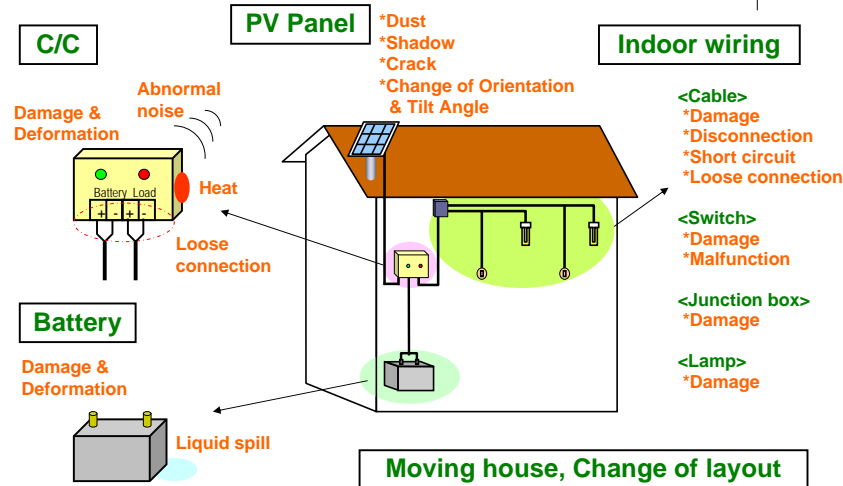 C/C
Damage &
Deformation
Abnormal
noise
Battery Load
+ - + -
Heat
Loose
connection
PV Panel
*Dust
*Shadow
*Crack
*Change of Orientation
& Tilt Angle
Indoor wiring
<Cable>
*Damage
*Disconnection
*Short circuit
*Loose connection
<Switch>
*Damage
*Malfunction
<Junction box>
*Damage
<Lamp>
*Damage
Battery
Damage &
Deformation
Liquid spill
Moving house, Change of layout